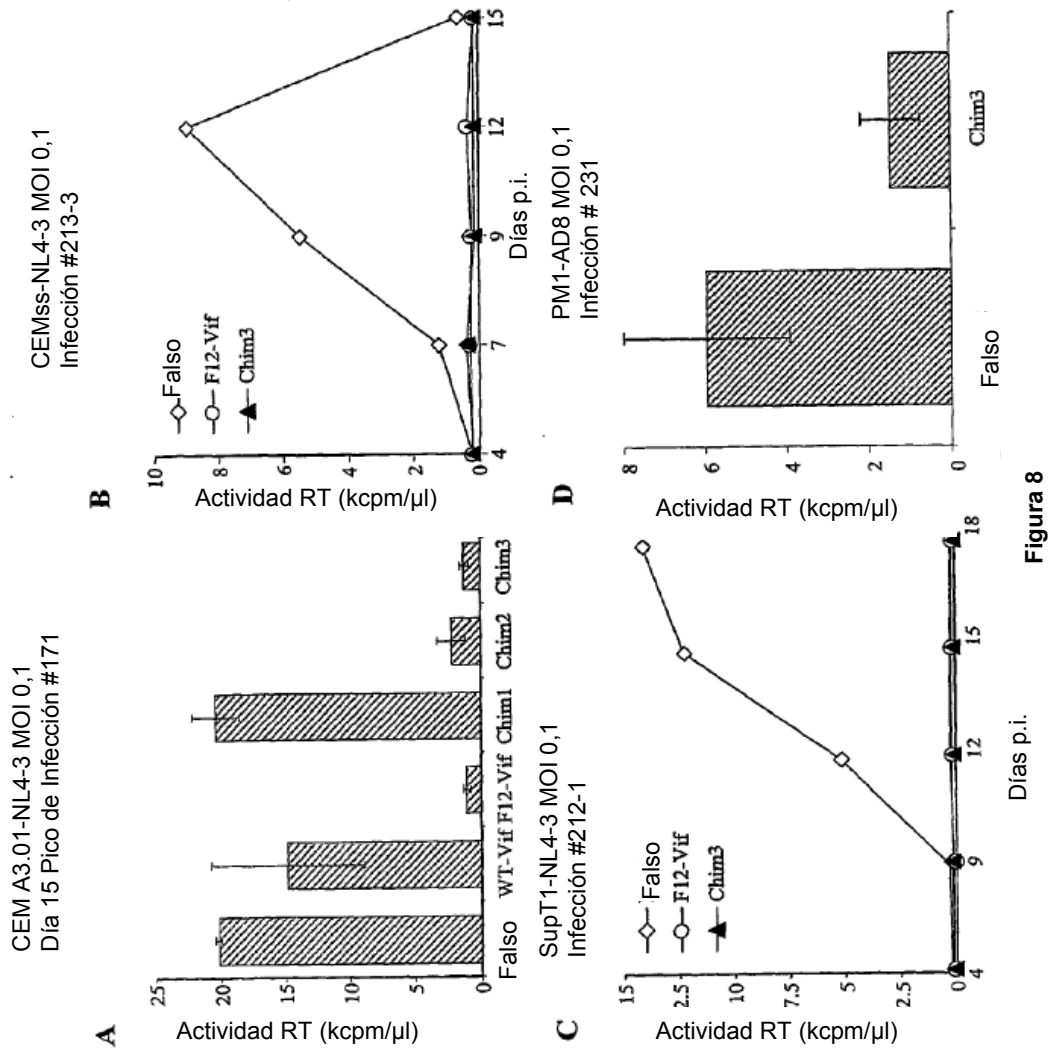 A
CEM A3.01-NL4-3 MOI 0,1
Día 15 Pico de Infección #171
Actividad RT (kcpm/µl)
25
20
15
10
5
0
Falso
WT-Vif
F12-Vif
Chim1
Chim2
Chim3
B
CEMss-NL4-3 MOI 0,1
Infección #213-3
Actividad RT (kcpm/µl)
10
8
6
4
2
0
Falso
F12-Vif
Chim3
4
7
9
12
15
Días p.i.
C
SupT1-NL4-3 MOI 0,1
Infección #212-1
Actividad RT (kcpm/µl)
15
2.5
10
7.5
5
2.5
0
Falso
F12-Vif
Chim3
4
9
12
15
18
Días p.i.
D
PM1-AD8 MOI 0,1
Infección # 231
Actividad RT (kcpm/µl)
8
6
4
2
0
Falso
Chim3
Figura 8